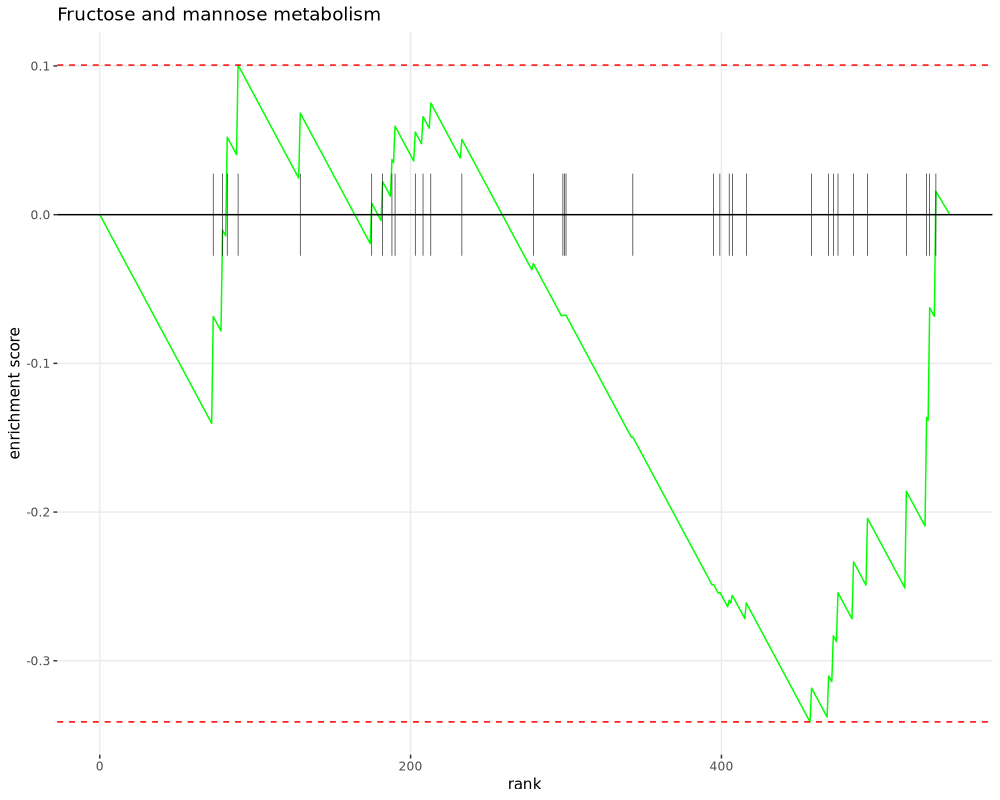 Fructose and mannose metabolism
enrichment score
0.1
0.0
-0.1
-0.2
-0.3
0
200
400
rank